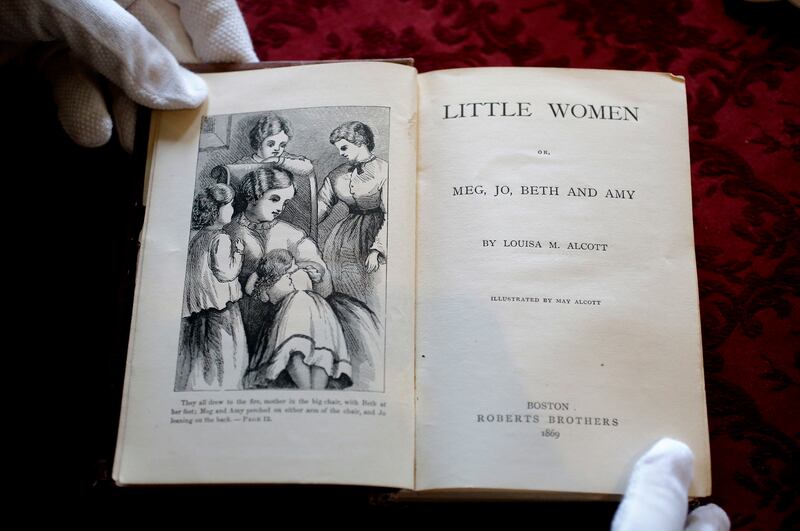 They all drew to the fire, mother in the big chair, with Beth at
her feet; Meg and Amy perched on either arm of the chair, and Jo
leaning on the back. — PAGE 12.
LITTLE WOMEN
OR,
MEG, JO, BETH AND AMY
BY LOUISA M. ALCOTT
ILLUSTRATED BY MAY ALCOTT
BOSTON
ROBERTS BROTHERS
1869